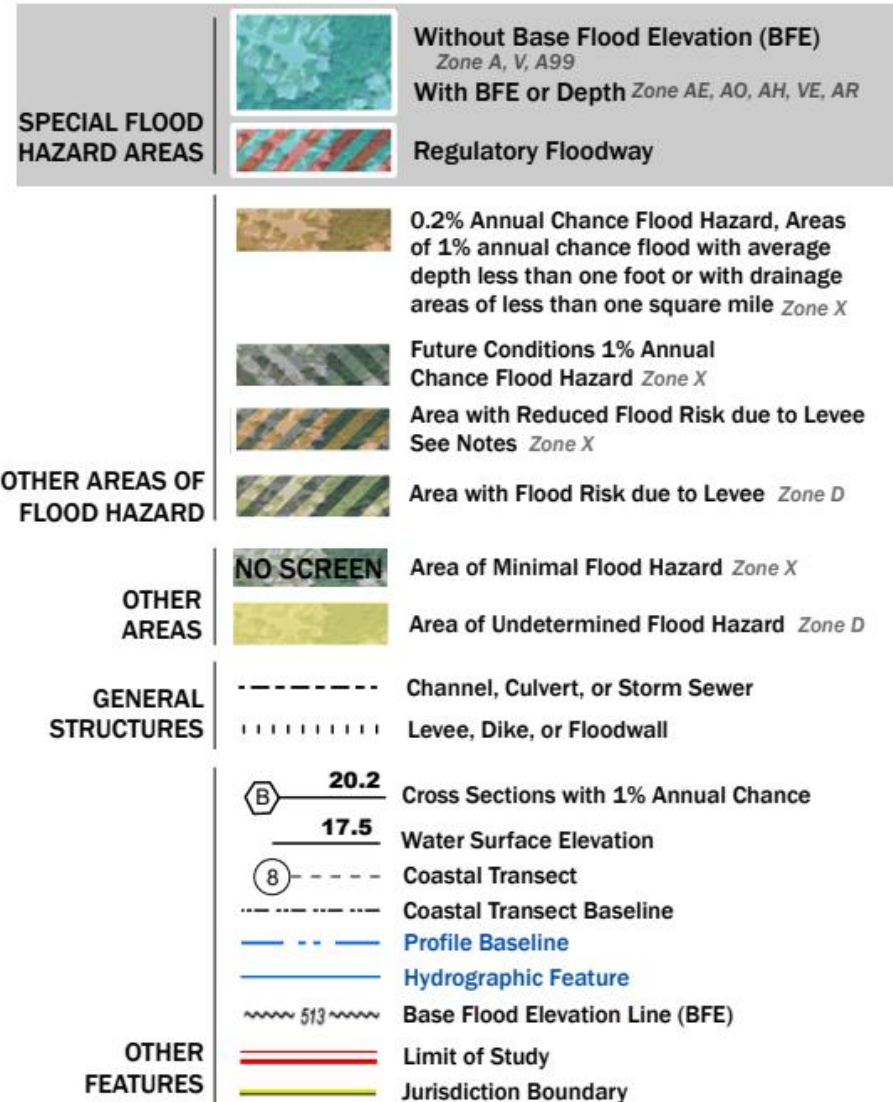 SPECIAL FLOOD
HAZARD AREAS
Without Base Flood Elevation (BFE)
Zone A, V, A99
With BFE or Depth Zone AE, AO, AH, VE, AR
Regulatory Floodway
OTHER AREAS OF
FLOOD HAZARD
0.2% Annual Chance Flood Hazard, Areas
of 1% annual chance flood with average
depth less than one foot or with drainage
areas of less than one square mile Zone X
Future Conditions 1% Annual
Chance Flood Hazard Zone X
Area with Reduced Flood Risk due to Levee
See Notes Zone X
Area with Flood Risk due to Levee Zone D
OTHER
AREAS
NO SCREEN Area of Minimal Flood Hazard Zone X
Area of Undetermined Flood Hazard Zone D
GENERAL
STRUCTURES
Channel, Culvert, or Storm Sewer
Levee, Dike, or Floodwall
OTHER
FEATURES
B 20.2 Cross Sections with 1% Annual Chance
17.5 Water Surface Elevation
8 Coastal Transect
Coastal Transect Baseline
Profile Baseline
Hydrographic Feature
513 Base Flood Elevation Line (BFE)
Limit of Study
Jurisdiction Boundary